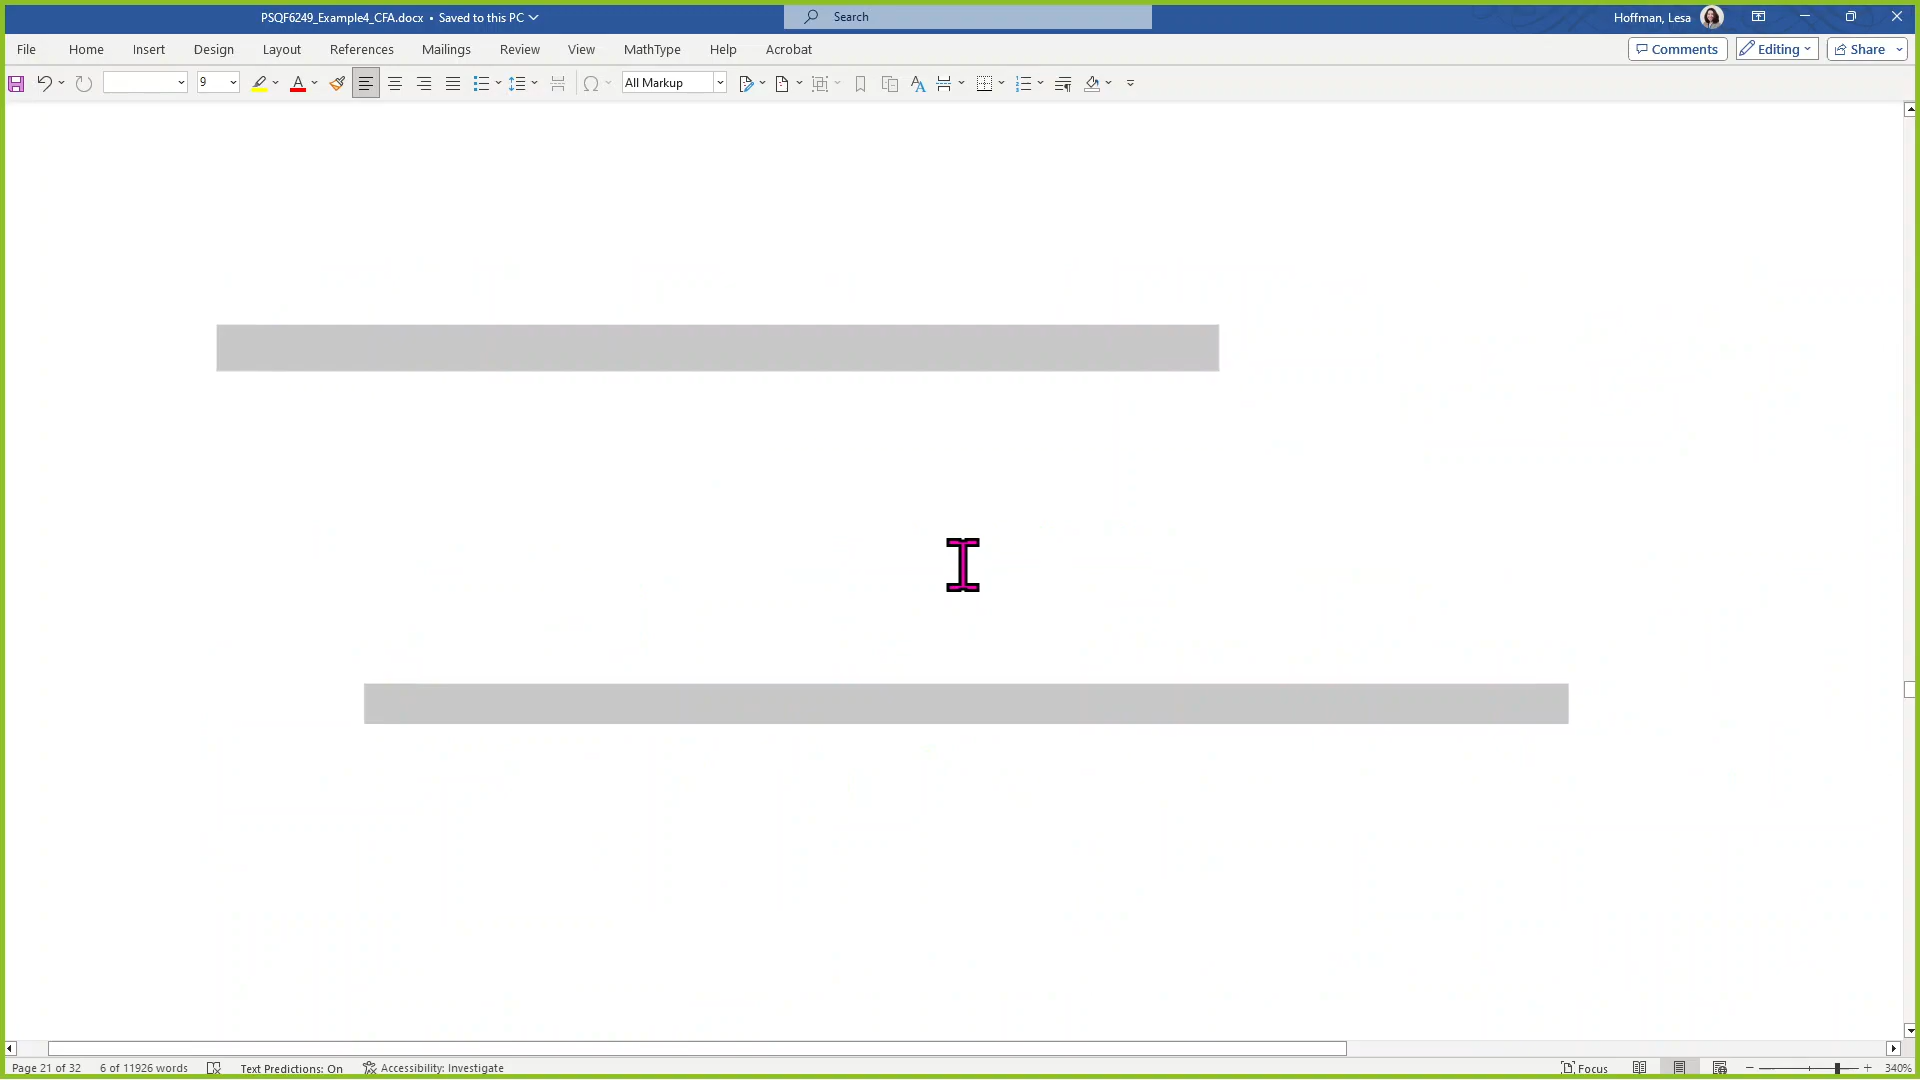 PSQF6249_Example4_CFA.docx • Saved to this PC
Search
Hoffman, Lesa
File Home Insert Design Layout References Mailings Review View MathType Help Acrobat
Comments Editing Share
9 All Markup
Page 21 of 32 6 of 11926 words Text Predictions: On Accessibility: Investigate
Focus 340%